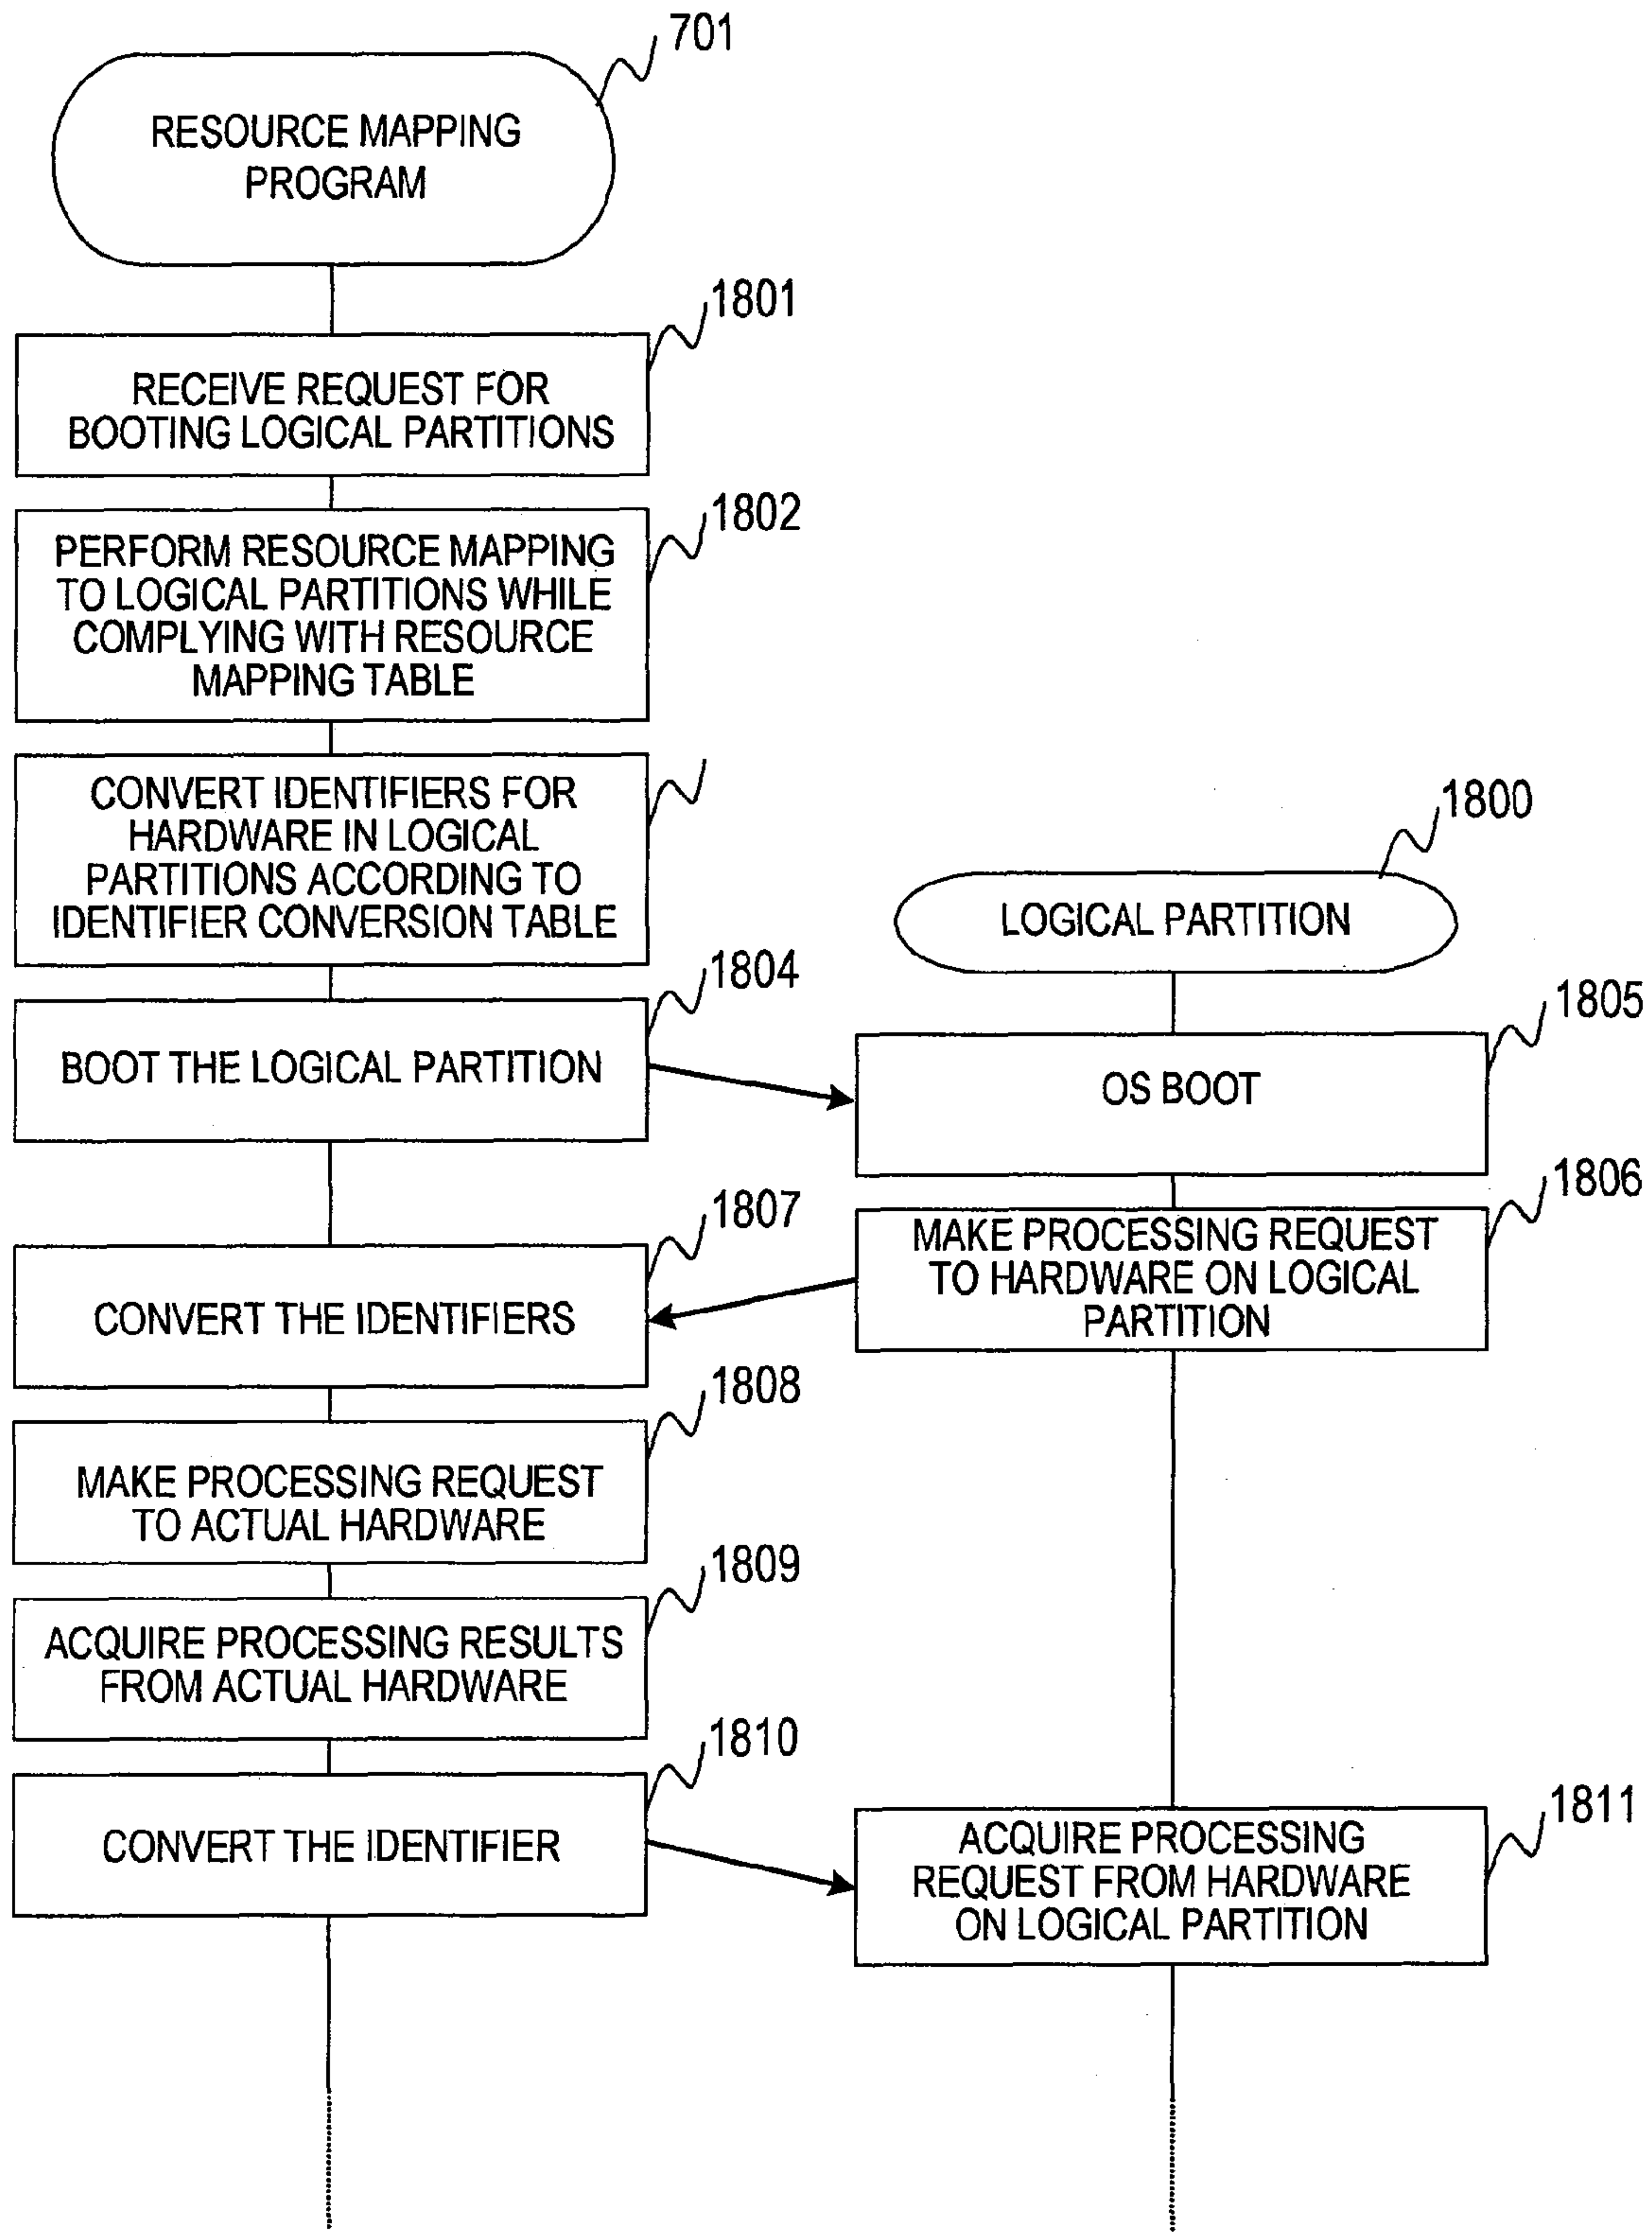 701
RESOURCE MAPPING
PROGRAM
1801
RECEIVE REQUEST FOR
BOOTING LOGICAL PARTITIONS
1802
PERFORM RESOURCE MAPPING
TO LOGICAL PARTITIONS WHILE
COMPLYING WITH RESOURCE
MAPPING TABLE
CONVERT IDENTIFIERS FOR
HARDWARE IN LOGICAL
PARTITIONS ACCORDING TO
IDENTIFIER CONVERSION TABLE
1800
LOGICAL PARTITION
1804
BOOT THE LOGICAL PARTITION
1805
OS BOOT
1806
MAKE PROCESSING REQUEST
TO HARDWARE ON LOGICAL
PARTITION
1807
CONVERT THE IDENTIFIERS
1808
MAKE PROCESSING REQUEST
TO ACTUAL HARDWARE
1809
ACQUIRE PROCESSING RESULTS
FROM ACTUAL HARDWARE
1810
CONVERT THE IDENTIFIER
1811
ACQUIRE PROCESSING
REQUEST FROM HARDWARE
ON LOGICAL PARTITION